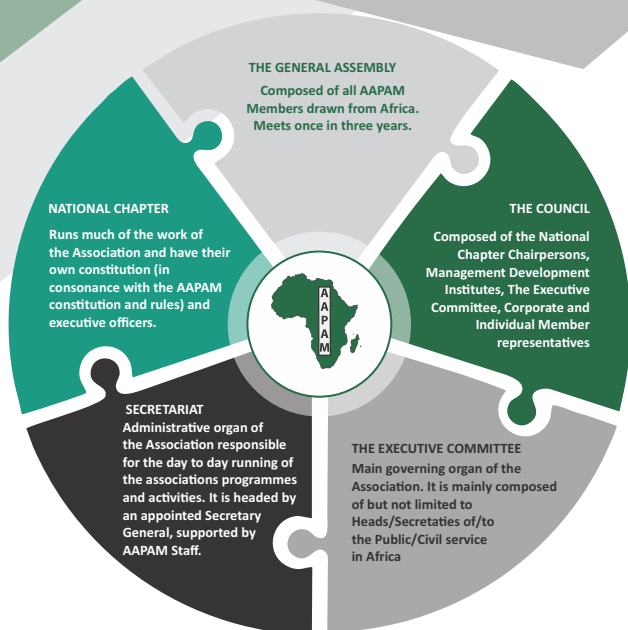 THE GENERAL ASSEMBLY
Composed of all AAPAM
Members drawn from Africa.
Meets once in three years.
NATIONAL CHAPTER
Runs much of the work of
the Association and have their
own constitution (in
consonance with the AAPAM
constitution and rules) and
executive officers.
THE COUNCIL
Composed of the National
Chapter Chairpersons,
Management Development
Institutes, The Executive
Committee, Corporate and
Individual Member
representatives
A
A
P
A
M
SECRETARIAT
Administrative organ of
the Association responsible
for the day to day running of
the associations programmes
and activities. It is headed by
an appointed Secretary
General, supported by
AAPAM Staff.
THE EXECUTIVE COMMITTEE
Main governing organ of the
Association. It is mainly composed
of but not limited to
Heads/Secretaties of/to
the Public/Civil service
in Africa